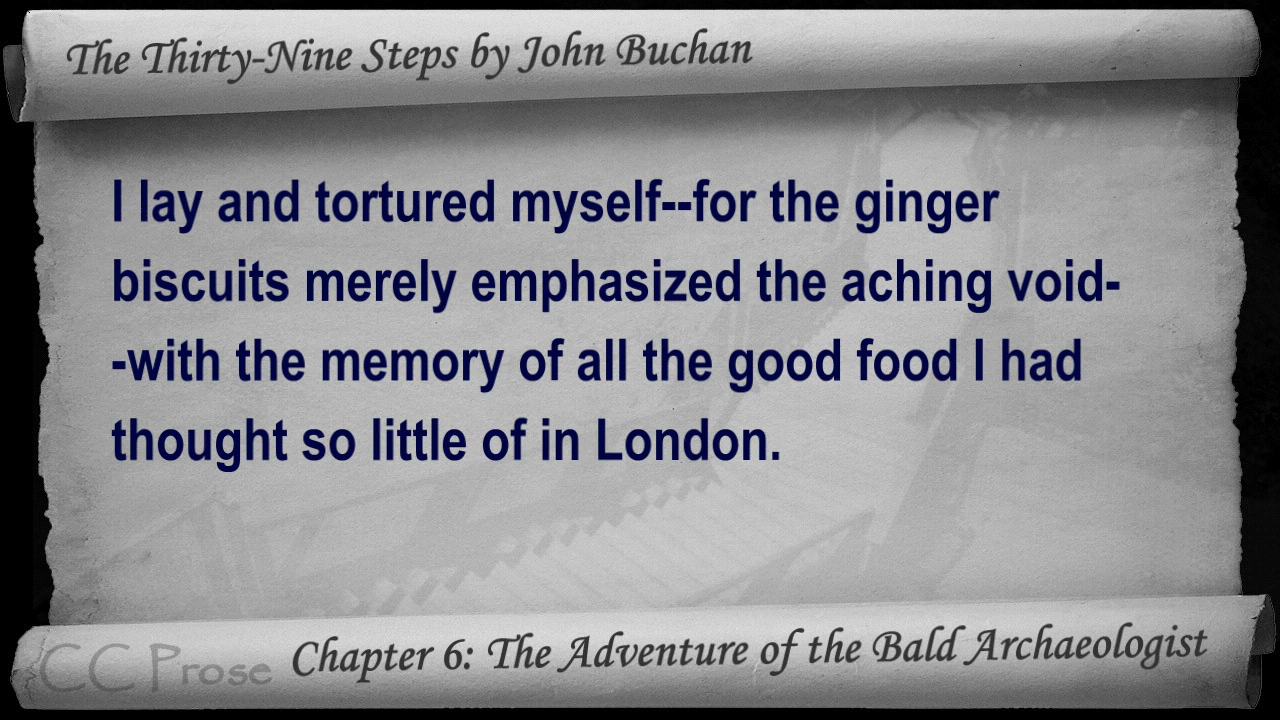 The Thirty-Nine Steps by John Buchan
I lay and tortured myself--for the ginger
biscuits merely emphasized the aching void-
-with the memory of all the good food I had
thought so little of in London.
CC Prose
Chapter 6: The Adventure of the Bald Archaeologist